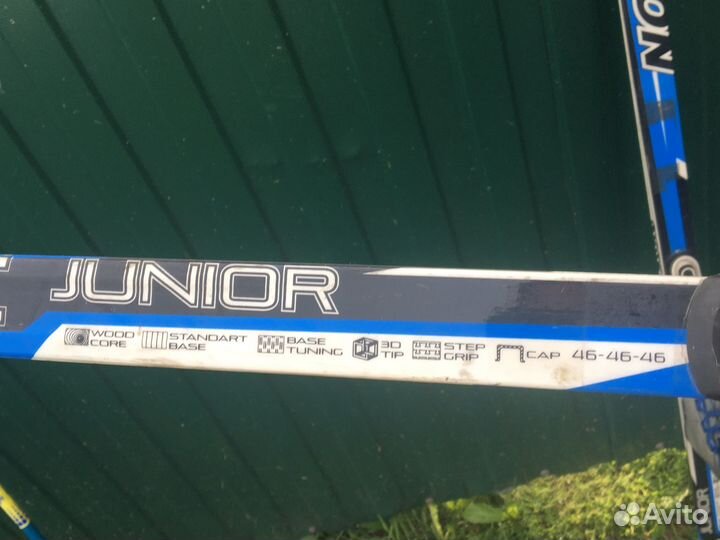 JUNIOR
WOOD CORE
STANDART BASE
BASE TUNING
3D TIP
STEP GRIP
CAP
46-46-46
Avito